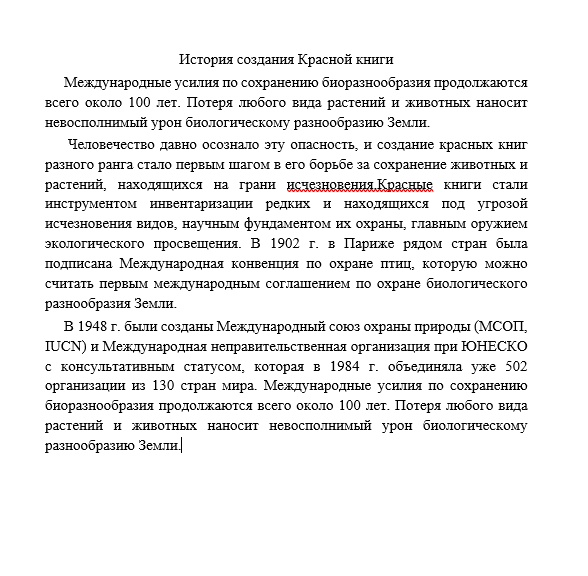 История создания Красной книги
Международные усилия по сохранению биоразнообразия продолжаются
всего около 100 лет. Потеря любого вида растений и животных наносит
невосполнимый урон биологическому разнообразию Земли.
Человечество давно осознало эту опасность, и создание красных книг
разного ранга стало первым шагом в его борьбе за сохранение животных и
растений, находящихся на грани исчезновения.Красные книги стали
инструментом инвентаризации редких и находящихся под угрозой
исчезновения видов, научным фундаментом их охраны, главным оружием
экологического просвещения. В 1902 г. в Париже рядом стран была
подписана Международная конвенция по охране птиц, которую можно
считать первым международным соглашением по охране биологического
разнообразия Земли.
В 1948 г. были созданы Международный союз охраны природы (МСОП,
IUCN) и Международная неправительственная организация при ЮНЕСКО
с консультативным статусом, которая в 1984 г. объединяла уже 502
организации из 130 стран мира. Международные усилия по сохранению
биоразнообразия продолжаются всего около 100 лет. Потеря любого вида
растений и животных наносит невосполнимый урон биологическому
разнообразию Земли.